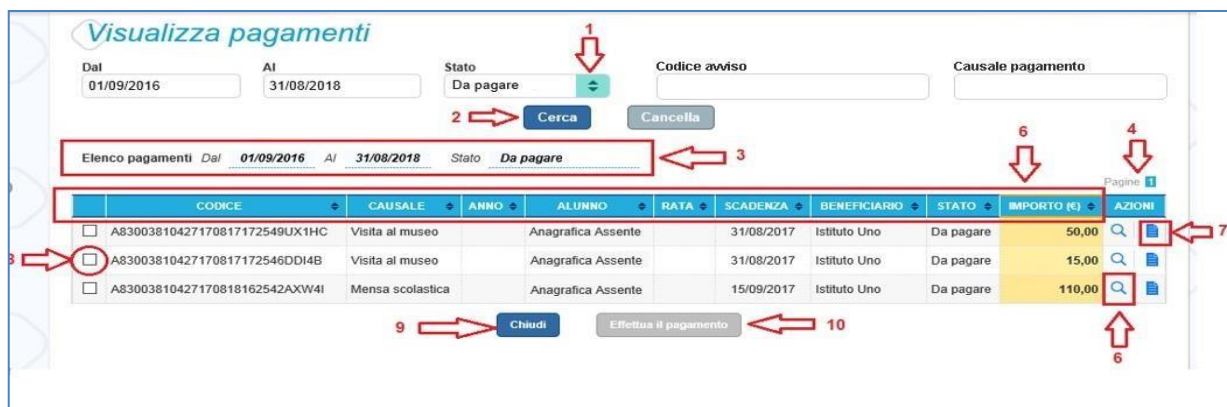 Visualizza pagamenti
1
Dal Al Stato Codice avviso Causale pagamento
01/09/2016 31/08/2018 Da pagare
2 Cerca Cancella
6 4
Elenco pagamenti Dal 01/09/2016 Al 31/08/2018 Stato Da pagare 3
Pagine 1
CODICE CAUSALE ANNO ALUNNO RATA SCADENZA BENEFICIARIO STATO IMPORTO (€) AZIONI
A83003810427170817172549UX1HC Visita al museo Anagrafica Assente 31/08/2017 Istituto Uno Da pagare 50,00 7
A83003810427170817172546DDI4B Visita al museo Anagrafica Assente 31/08/2017 Istituto Uno Da pagare 15,00
A83003810427170818162542AXW4I Mensa scolastica Anagrafica Assente 15/09/2017 Istituto Uno Da pagare 110,00
9 Chiudi Effettua il pagamento 10
6